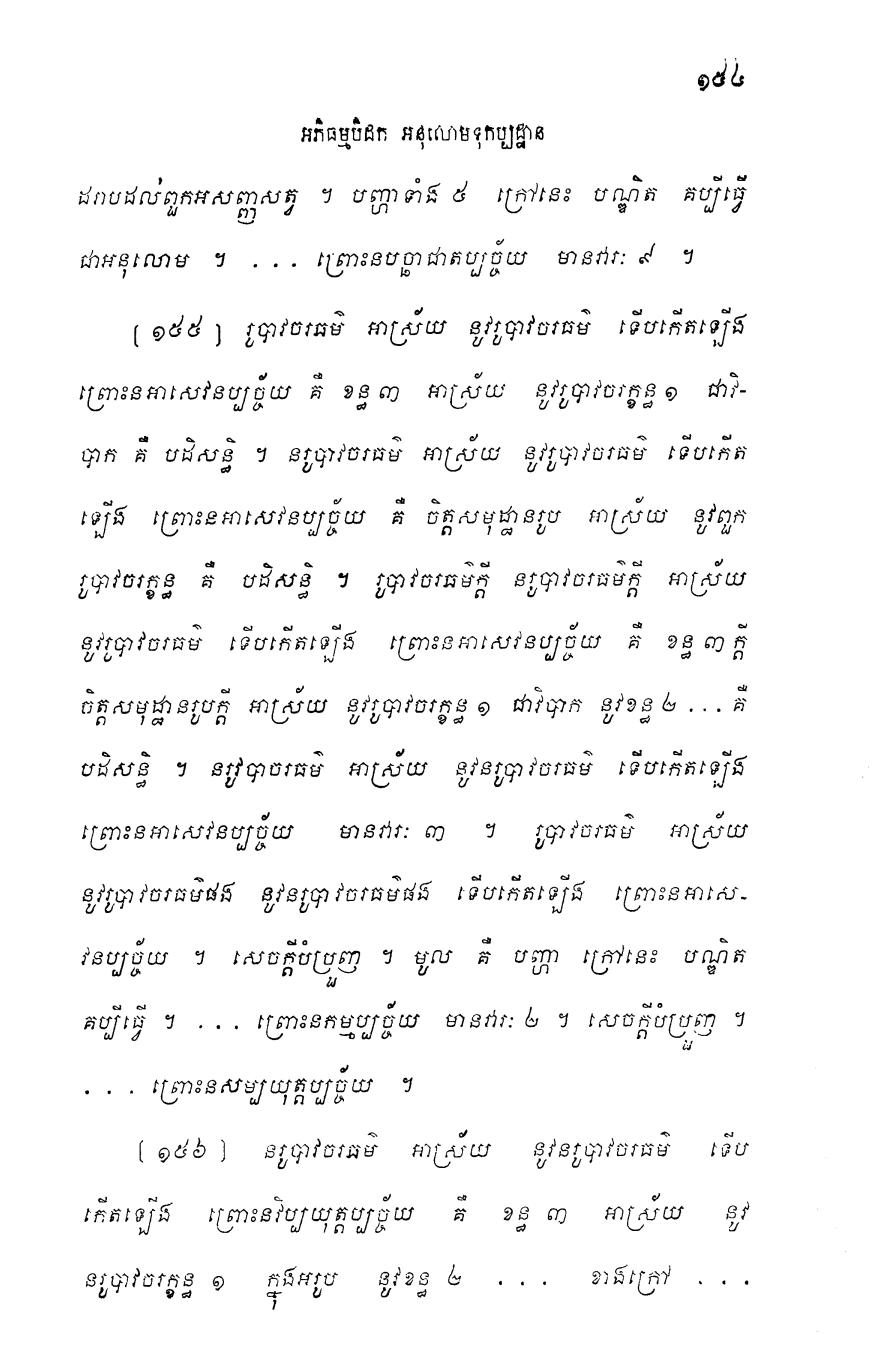 ១៥៤
អភិធម្មបិដក អនុលោមទុកប្បដ្ឋាន
ដរាបដល់ពួកអសញ្ញសត្វ ។ បញ្ហាទាំង ៥ ក្រៅនេះ បណ្ឌិត គប្បីធ្វើ
ជាអនុលោម ។ ... ព្រោះនបច្ឆាជាតប្បច្ច័យ មានវារៈ ៩ ។
[ ១៥៥ ] រូបាវចរធម៌ អាស្រ័យ នូវរូបាវចរធម៌ ទើបកើតឡើង
ព្រោះនអាសេវនប្បច្ច័យ គឺ ខន្ធ ៣ អាស្រ័យ នូវរូបាវចរក្ខន្ធ ១ ជាវិ-
បាក គឺ បដិសន្ធិ ។ នរូបាវចរធម៌ អាស្រ័យ នូវរូបាវចរធម៌ ទើបកើត
ឡើង ព្រោះនអាសេវនប្បច្ច័យ គឺ ចិត្តសមុដ្ឋានរូប អាស្រ័យ នូវពួក
រូបាវចរក្ខន្ធ គឺ បដិសន្ធិ ។ រូបាវចរធម៌ក្តី នរូបាវចរធម៌ក្តី អាស្រ័យ
នូវរូបាវចរធម៌ ទើបកើតឡើង ព្រោះនអាសេវនប្បច្ច័យ គឺ ខន្ធ ៣ ក្តី
ចិត្តសមុដ្ឋានរូបក្តី អាស្រ័យ នូវរូបាវចរក្ខន្ធ ១ ជាវិបាក នូវខន្ធ ២ ... គឺ
បដិសន្ធិ ។ នរូវបាចរធម៌ អាស្រ័យ នូវនរូបាវចរធម៌ ទើបកើតឡើង
ព្រោះនអាសេវនប្បច្ច័យ មានវារៈ ៣ ។ រូបាវចរធម៌ អាស្រ័យ
នូវរូបាវចរធម៌ផង នូវនរូបាវចរធម៌ផង ទើបកើតឡើង ព្រោះនអាសេ-
វនប្បច្ច័យ ។ សេចក្តីបំប្រួញ ។ មូល គឺ បញ្ហា ក្រៅនេះ បណ្ឌិត
គប្បីធ្វើ ។ ... ព្រោះនកម្មប្បច្ច័យ មានវារៈ ២ ។ សេចក្តីបំប្រួញ ។
... ព្រោះនសម្បយុត្តប្បច្ច័យ ។
[ ១៥៦ ] នរូបាវចរធម៌ អាស្រ័យ នូវនរូបាវចរធម៌ ទើប
កើតឡើង ព្រោះនវិប្បយុត្តប្បច្ច័យ គឺ ខន្ធ ៣ អាស្រ័យ នូវ
នរូបាវចរក្ខន្ធ ១ ក្នុងអរូប នូវខន្ធ ២ ... ខាងក្រៅ ...